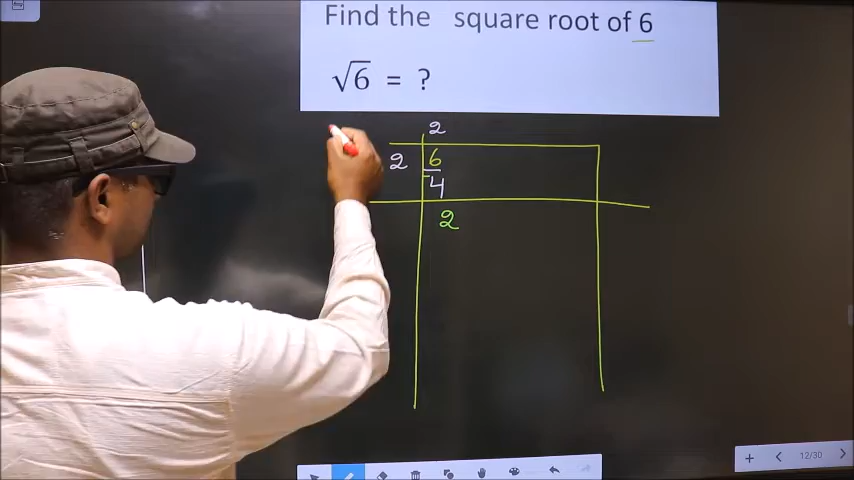 Find the square root of 6
√6 = ?
2
2 6
- 4
2
12/30